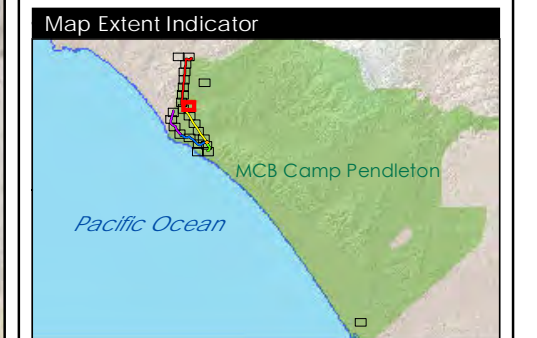 Map Extent Indicator
MCB Camp Pendleton
Pacific Ocean